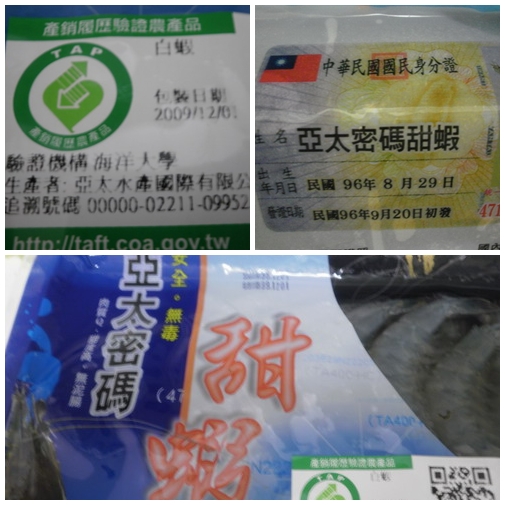 產銷履歷驗證農產品
白蝦
TAP
產銷履歷農產品
包裝日期
2009/12/01
驗證機構 海洋大學
生產者: 亞太水產國際有限公
追溯號碼 00000-02211-09952
http://taft.coa.gov.tw
中華民國國民身分證
姓名 亞太密碼甜蝦
出生年月日 民國 96年 8 月 29 日
發證日期 民國96年9月20日初發
471
國內
安全。無毒
亞太密碼
甜
蝦
(47
產銷履歷驗證農產品
白蝦
TAP